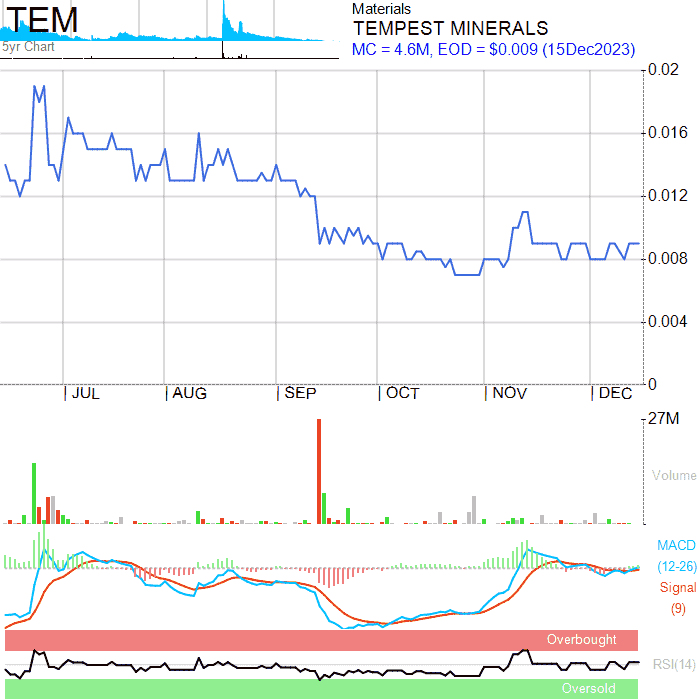 TEM
5yr Chart
Materials
TEMPEST MINERALS
MC = 4.6M, EOD = $0.009 (15Dec2023)
0.02
0.016
0.012
0.008
0.004
0
| JUL | AUG | SEP | OCT | NOV | DEC
27M
Volume
MACD
(12-26)
Signal
(9)
Overbought
RSI(14)
Oversold